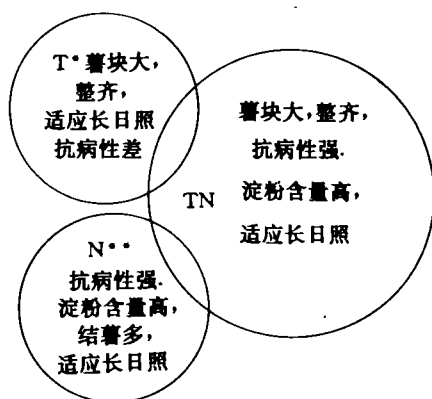 T* 薯块大,
整齐,
适应长日照
抗病性差
薯块大,整齐,
抗病性强.
TN
淀粉含量高,
适应长日照
N**
抗病性强.
淀粉含量高,
结薯多,
适应长日照